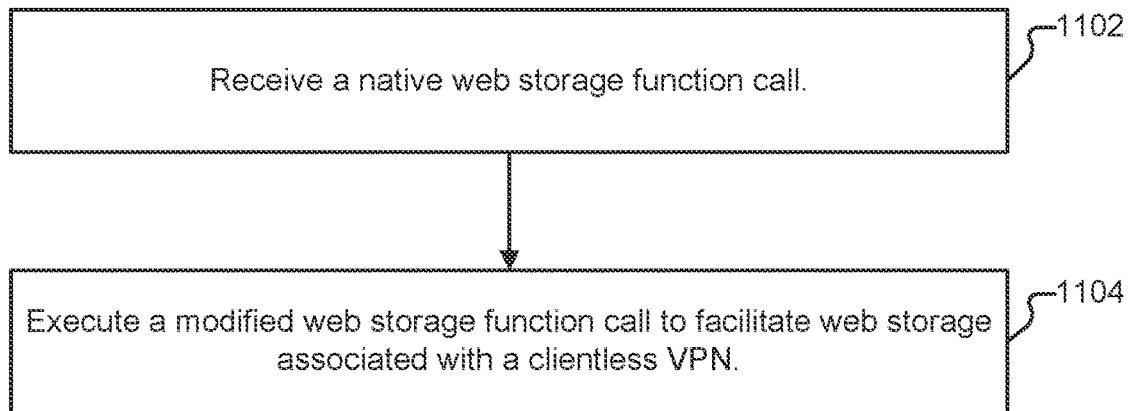 1102
Receive a native web storage function call.
1104
Execute a modified web storage function call to facilitate web storage
associated with a clientless VPN.